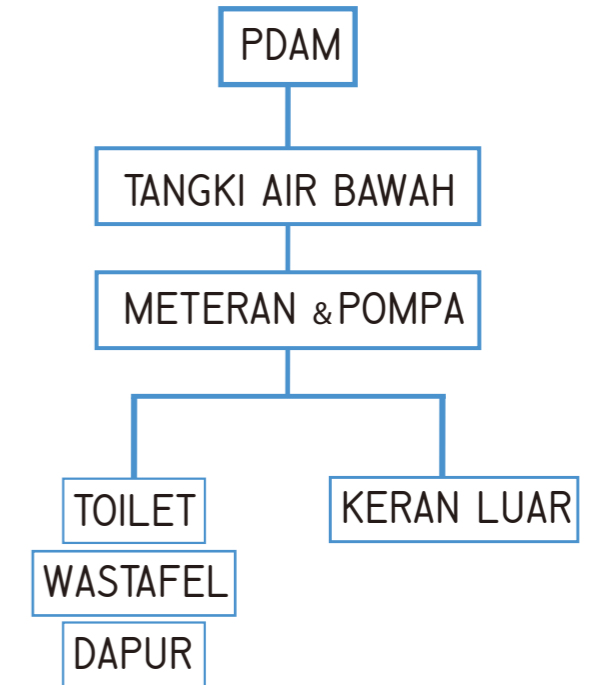 PDAM
TANGKI AIR BAWAH
METERAN & POMPA
TOILET
KERAN LUAR
WASTAFEL
DAPUR